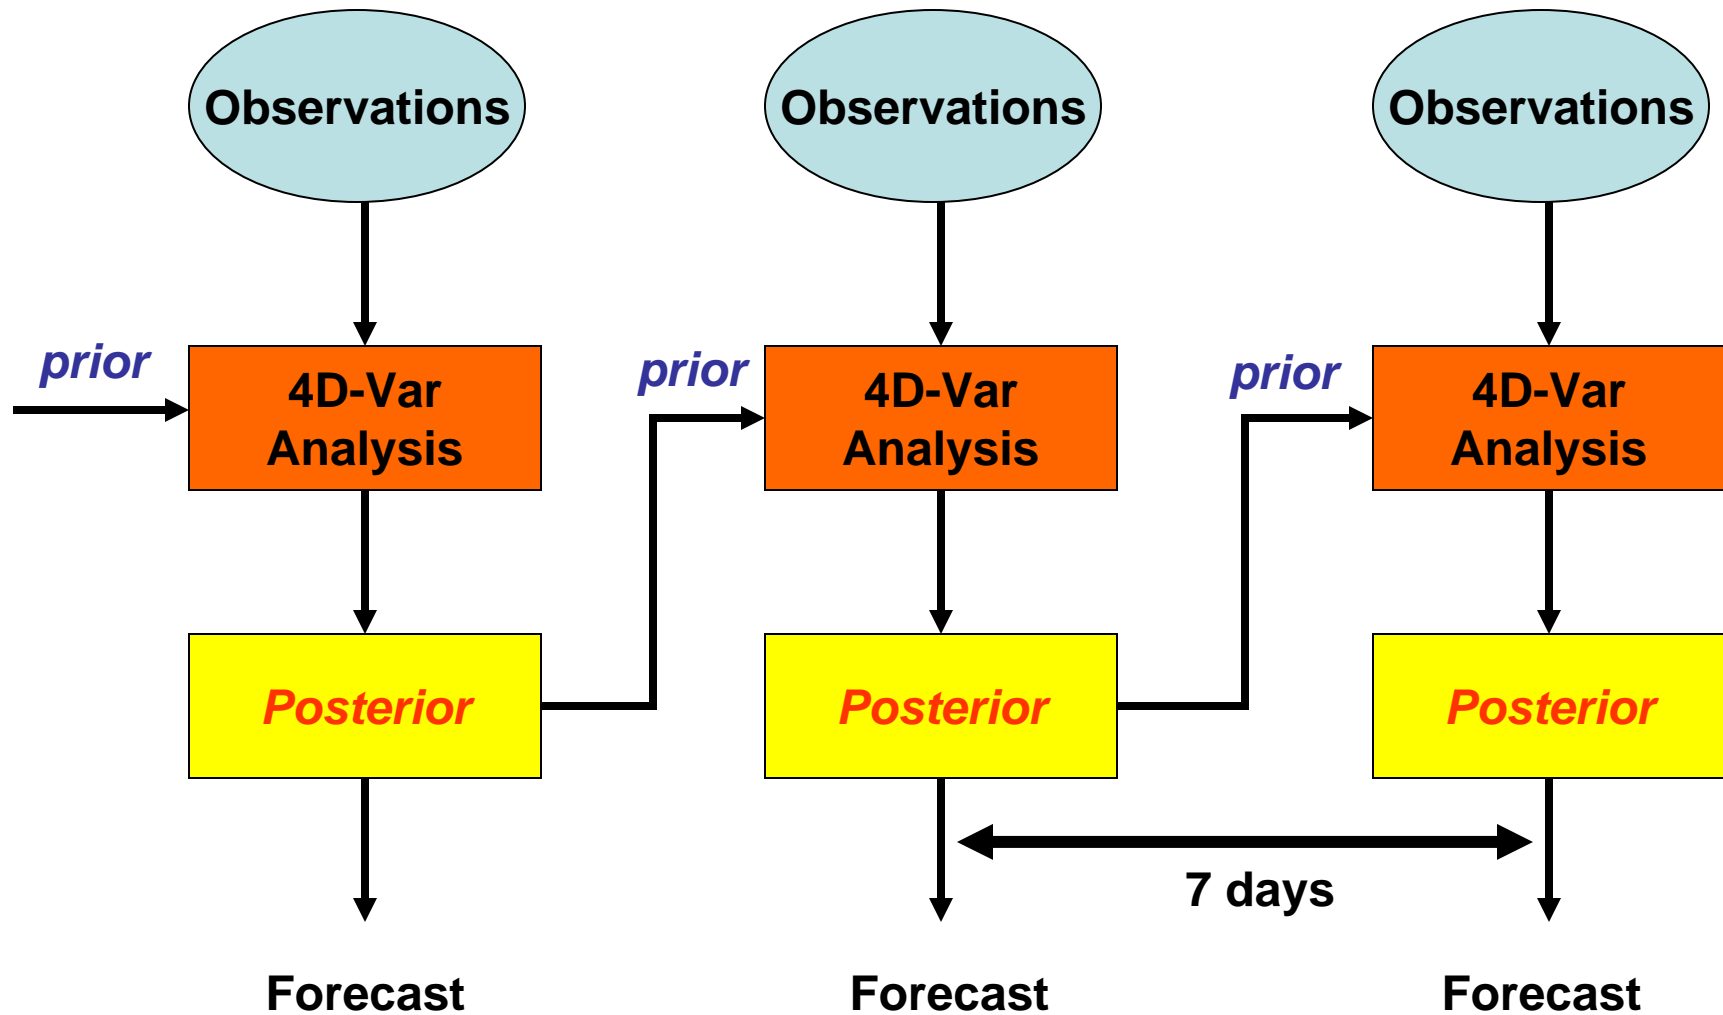 Observations
Observations
Observations
prior
4D-Var
Analysis
prior
4D-Var
Analysis
prior
4D-Var
Analysis
Posterior
Posterior
Posterior
7 days
Forecast
Forecast
Forecast